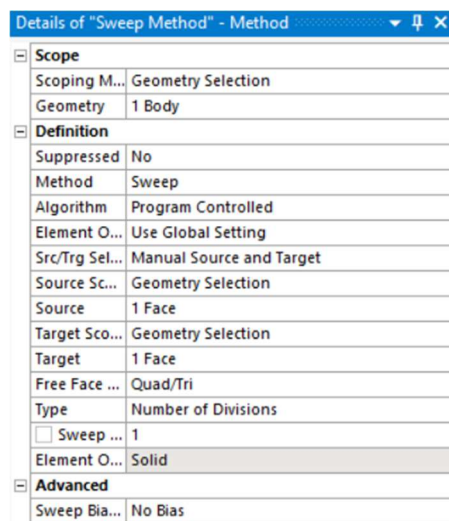 Details of "Sweep Method" - Method
Scope
Scoping M... Geometry Selection
Geometry 1 Body
Definition
Suppressed No
Method Sweep
Algorithm Program Controlled
Element O... Use Global Setting
Src/Trg Sel... Manual Source and Target
Source Sc... Geometry Selection
Source 1 Face
Target Sco... Geometry Selection
Target 1 Face
Free Face ... Quad/Tri
Type Number of Divisions
Sweep ... 1
Element O... Solid
Advanced
Sweep Bia... No Bias